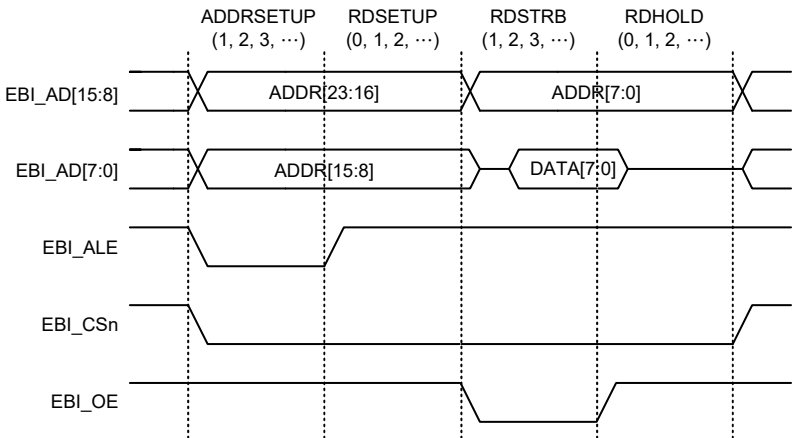 ADDRSETUP RDSETUP RDSTRB RDHOLD
(1, 2, 3, ⋯) (0, 1, 2, ⋯) (1, 2, 3, ⋯) (0, 1, 2, ⋯)
EBI_AD[15:8] ADDR[23:16] ADDR[7:0]
EBI_AD[7:0] ADDR[15:8] DATA[7:0]
EBI_ALE
EBI_CSn
EBI_OE